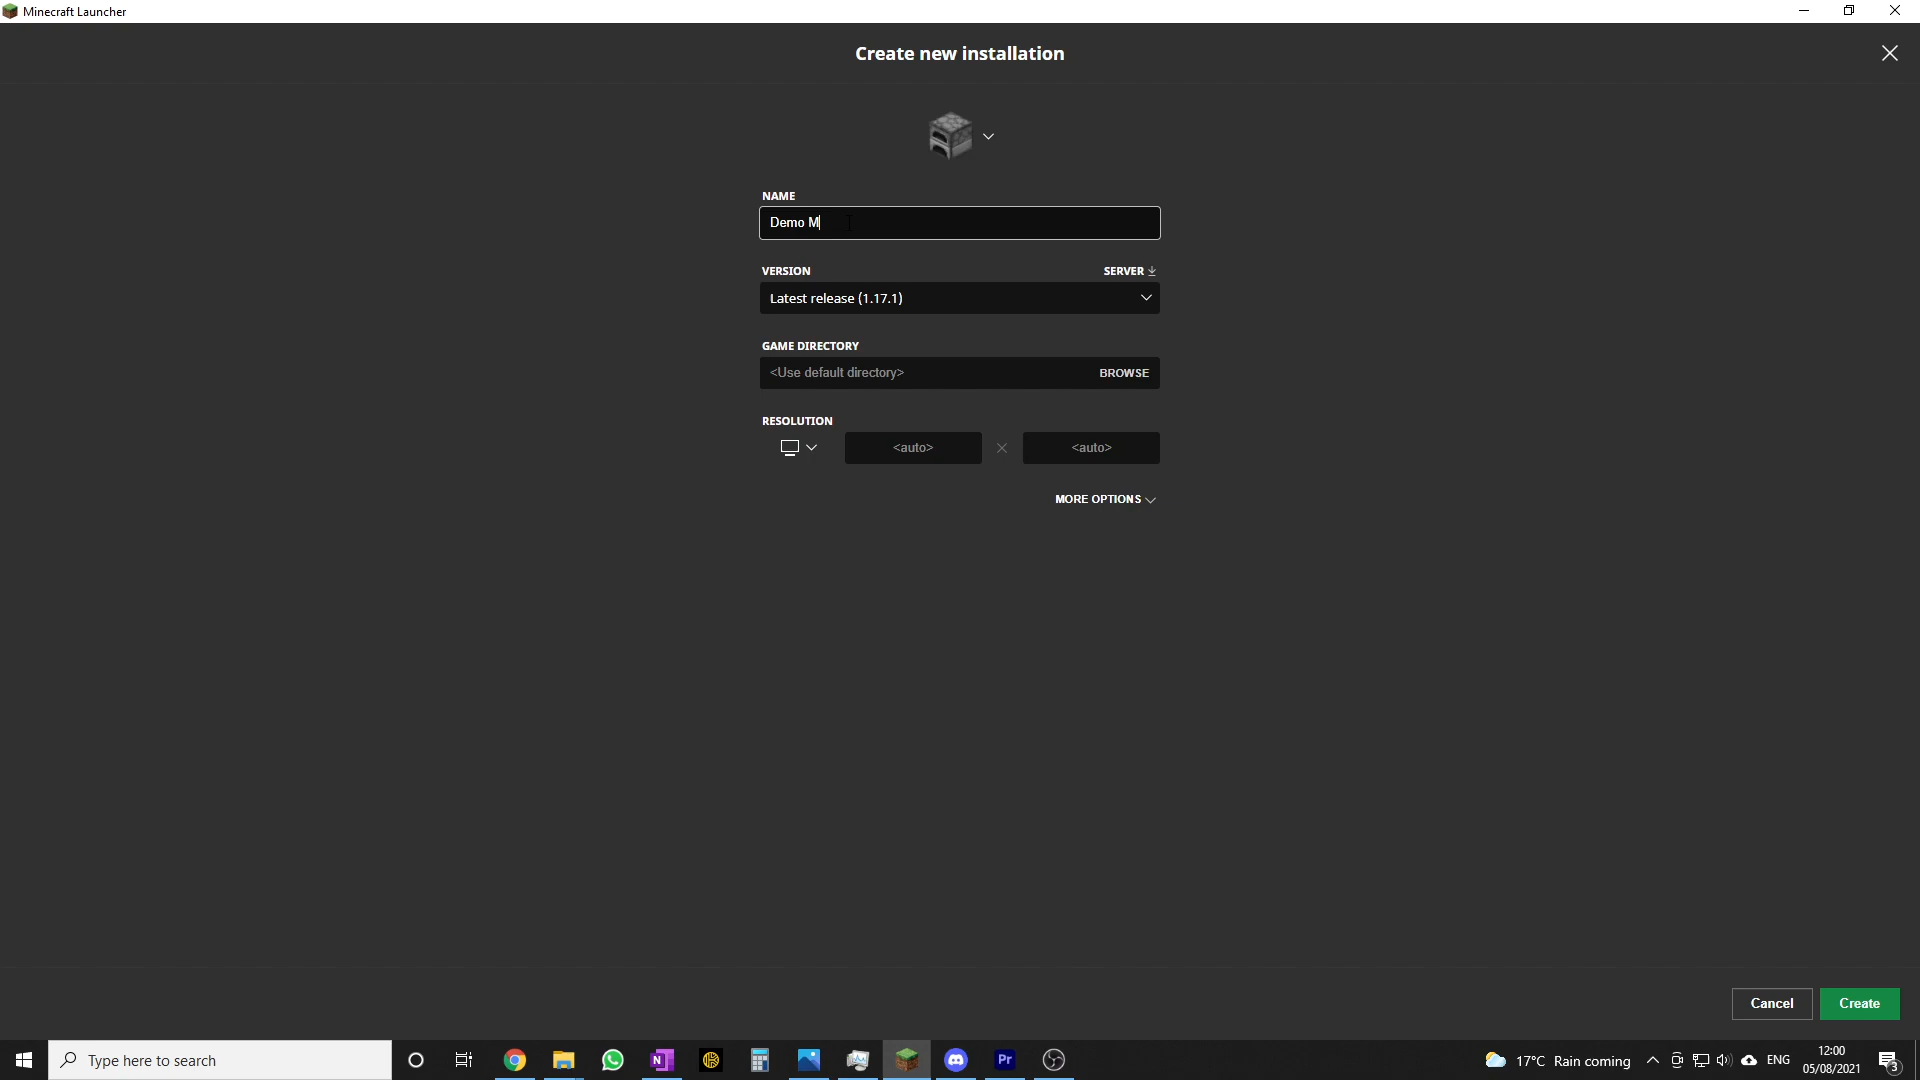 Minecraft Launcher
Create new installation
NAME
Demo M
VERSION
SERVER
Latest release (1.17.1)
GAME DIRECTORY
<Use default directory>
BROWSE
RESOLUTION
<auto>
<auto>
MORE OPTIONS
Cancel
Create
Type here to search
N
Pr
17°C Rain coming
ENG
12:00
05/08/2021
3